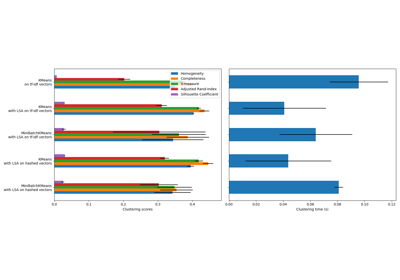 KMeans
on tf-idf vectors
KMeans
with LSA on tf-idf vectors
MiniBatchKMeans
with LSA on tf-idf vectors
KMeans
with LSA on hashed vectors
MiniBatchKMeans
with LSA on hashed vectors
Homogeneity
Completeness
V-measure
Adjusted Rand-Index
Silhouette Coefficient
0.0 0.1 0.2 0.3 0.4
Clustering scores
0.00 0.02 0.04 0.06 0.08 0.10 0.12
Clustering time (s)